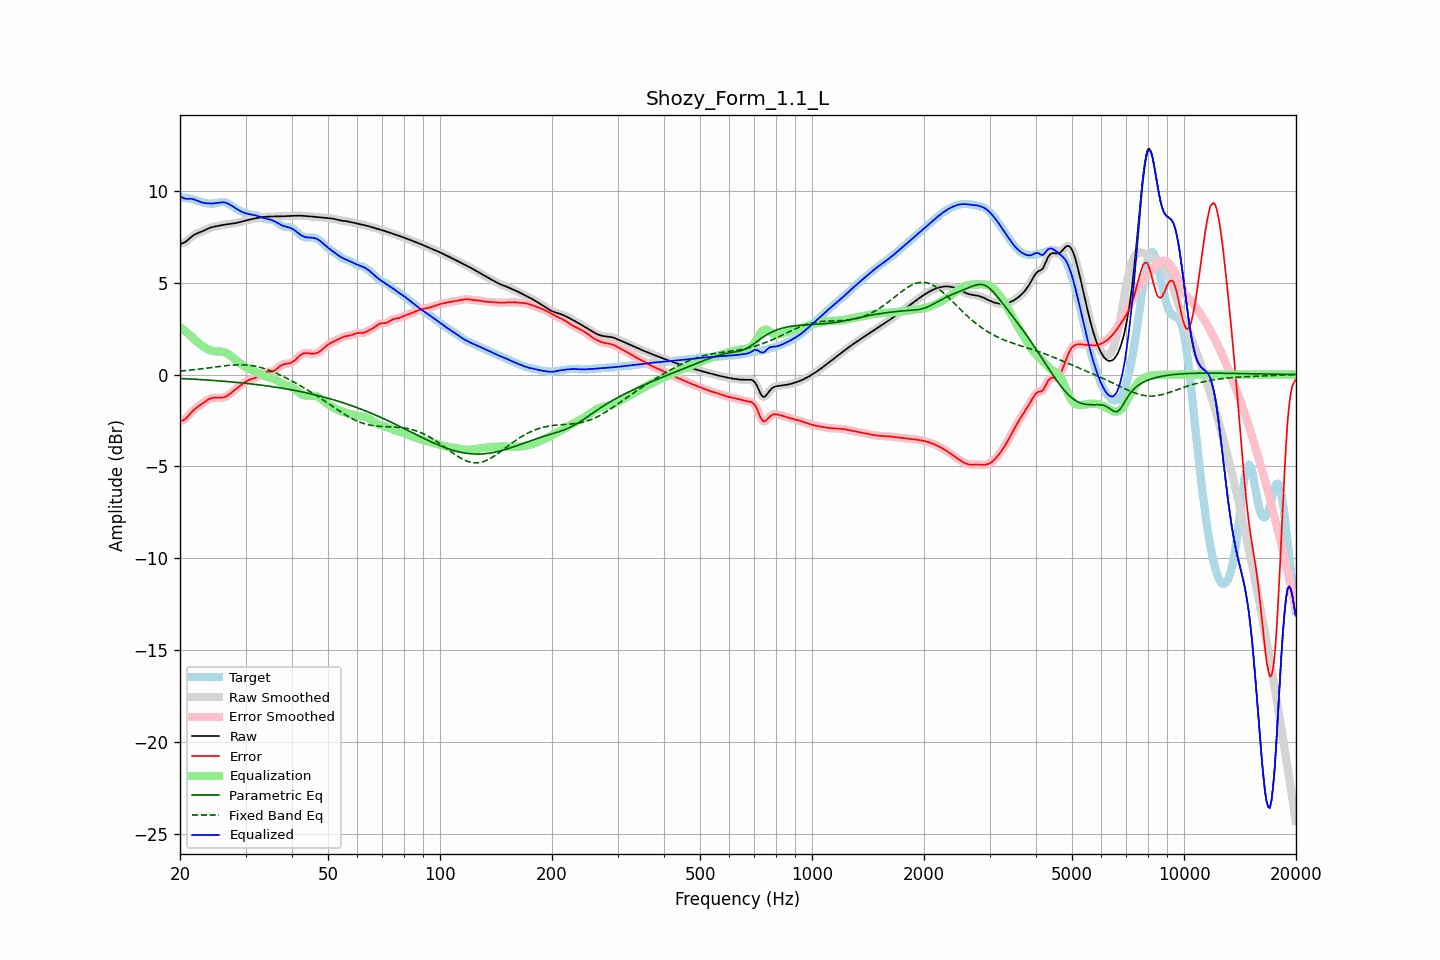 Shozy_Form_1.1_L
Amplitude (dBr)
10
5
0
−5
−10
−15
−20
−25
Target
Raw Smoothed
Error Smoothed
Raw
Error
Equalization
Parametric Eq
Fixed Band Eq
Equalized
20 50 100 200 500 1000 2000 5000 10000 20000
Frequency (Hz)